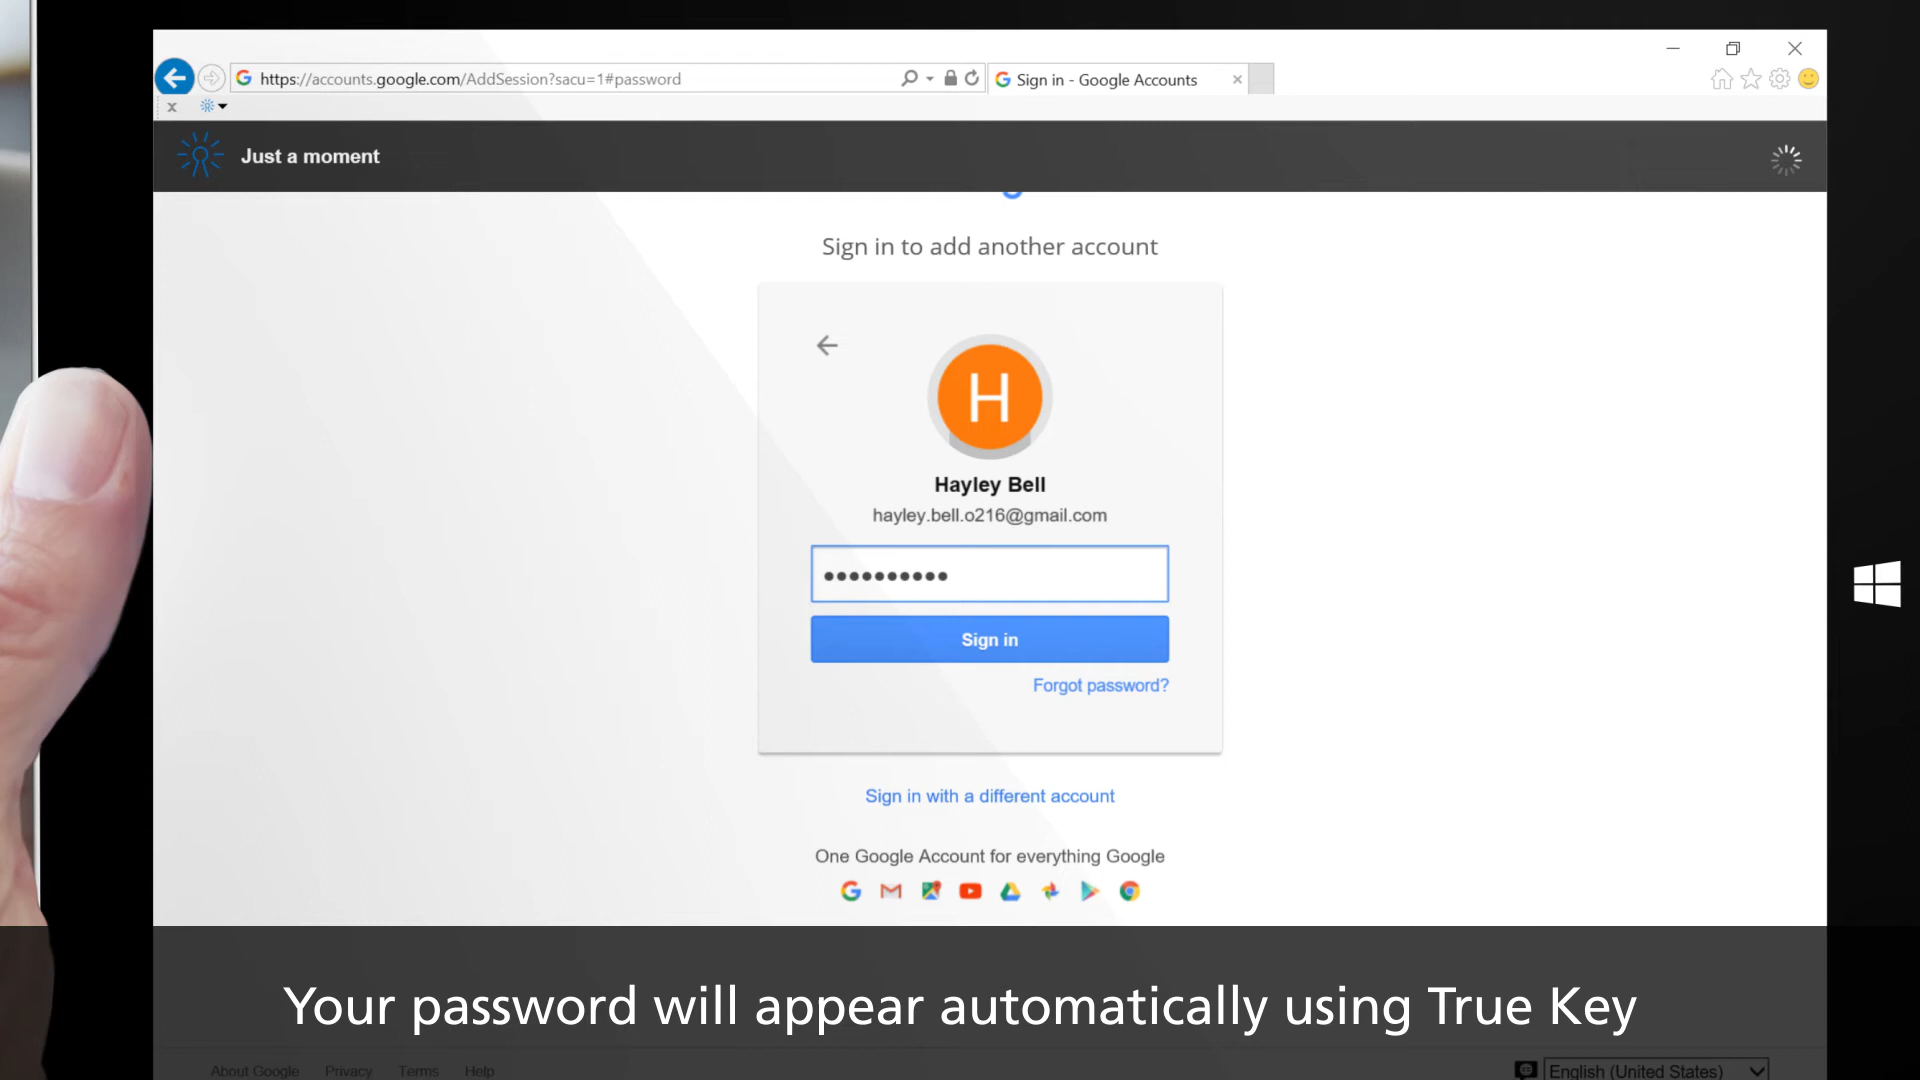 https://accounts.google.com/AddSession?sacu=1#password
Sign in - Google Accounts
Just a moment
Sign in to add another account
H
Hayley Bell
hayley.bell.o216@gmail.com
Sign in
Forgot password?
Sign in with a different account
One Google Account for everything Google
Your password will appear automatically using True Key
About Google Privacy Terms Help
English (United States)